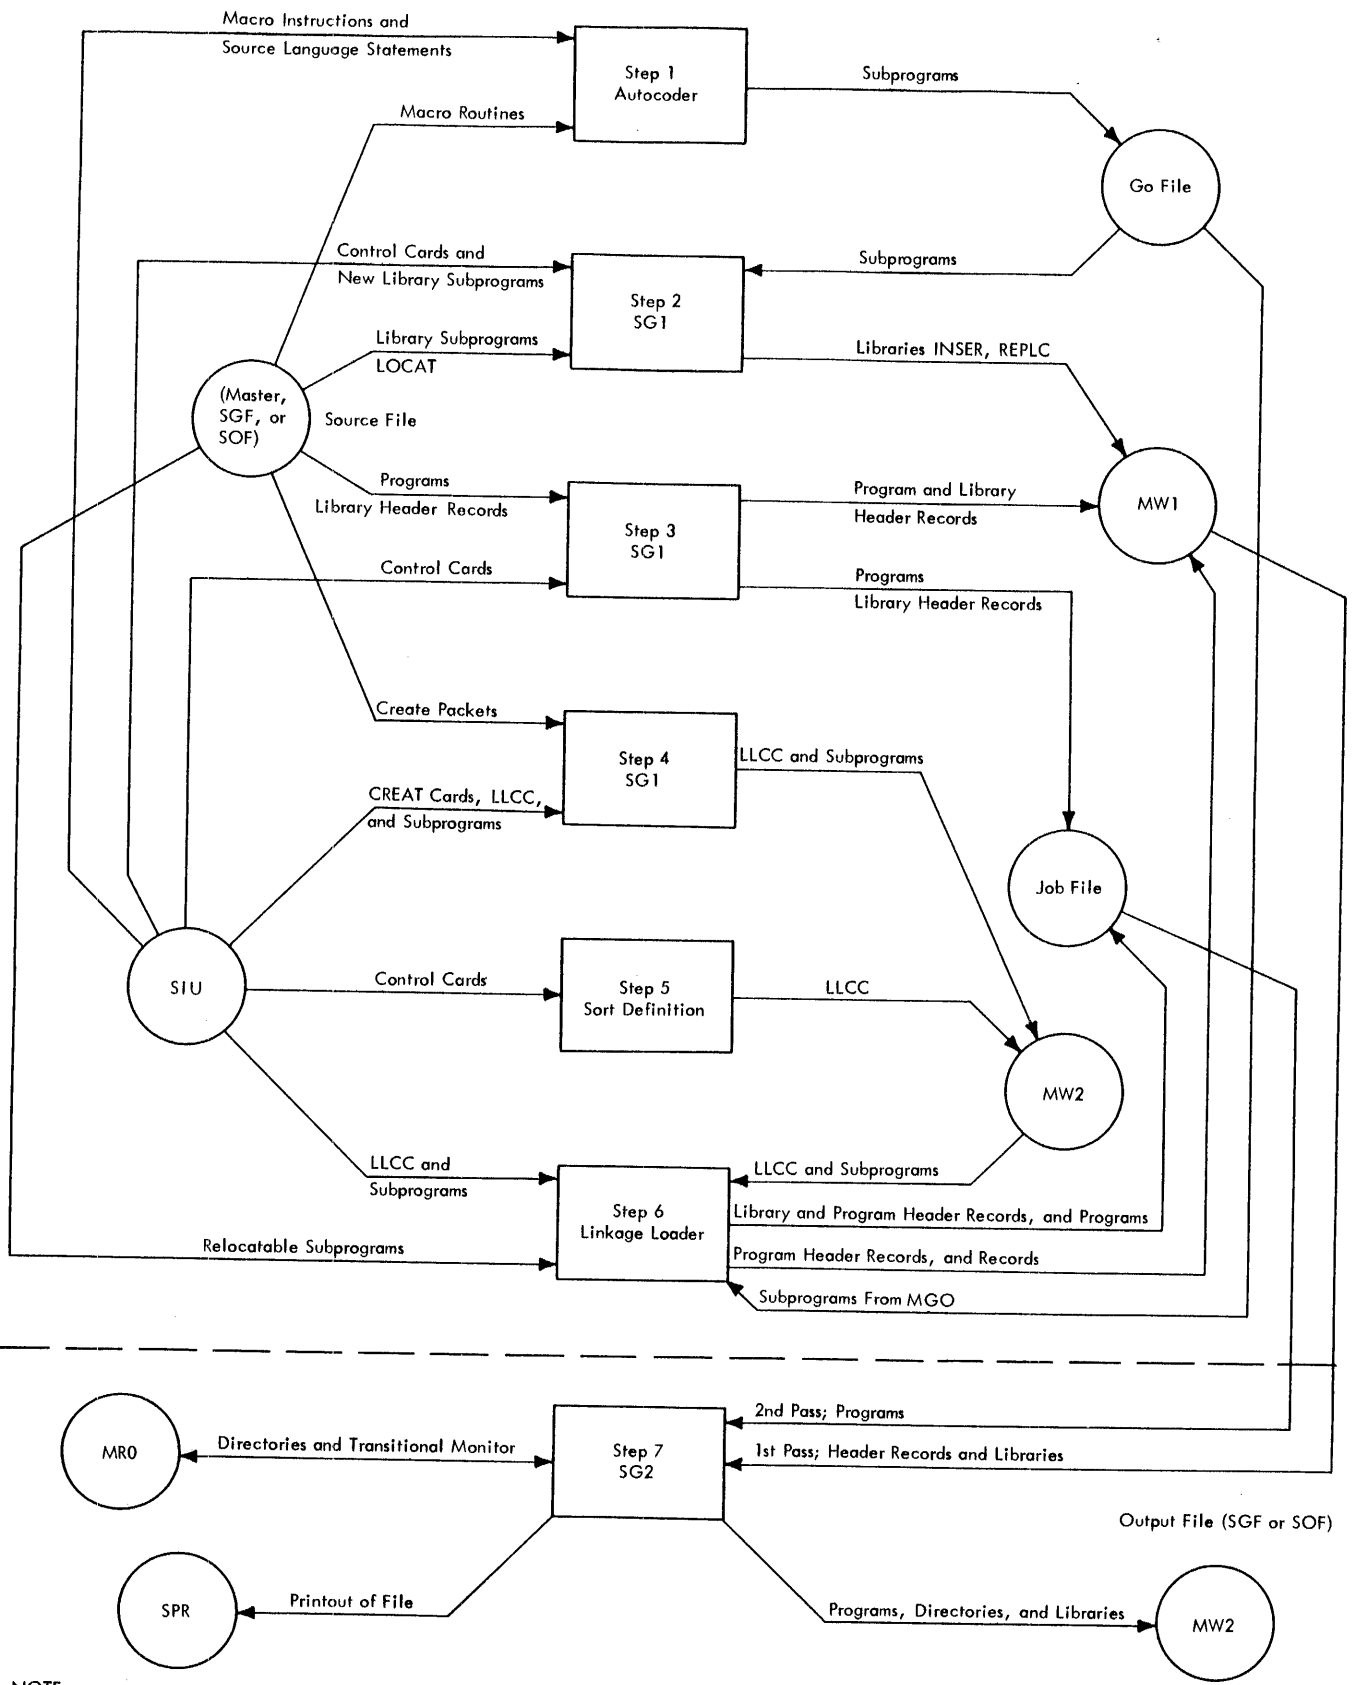 Macro Instructions and
Source Language Statements
Step 1
Autocoder
Subprograms
Macro Routines
Go File
Control Cards and
New Library Subprograms
Step 2
SG1
Subprograms
Library Subprograms
LOCAT
Libraries INSER, REPLC
(Master,
SGF, or
SOF)
Source File
Programs
Library Header Records
Step 3
SG1
Program and Library
Header Records
MW1
Control Cards
Programs
Library Header Records
Create Packets
Step 4
SG1
LLCC and Subprograms
CREAT Cards, LLCC,
and Subprograms
Job File
SIU
Control Cards
Step 5
Sort Definition
LLCC
MW2
LLCC and
Subprograms
Step 6
Linkage Loader
LLCC and Subprograms
Library and Program Header Records, and Programs
Relocatable Subprograms
Program Header Records, and Records
Subprograms From MGO
MR0
Directories and Transitional Monitor
Step 7
SG2
2nd Pass; Programs
1st Pass; Header Records and Libraries
Output File (SGF or SOF)
SPR
Printout of File
Programs, Directories, and Libraries
MW2